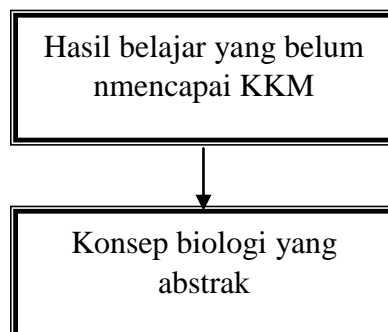 Hasil belajar yang belum
nmencapai KKM
Konsep biologi yang
abstrak